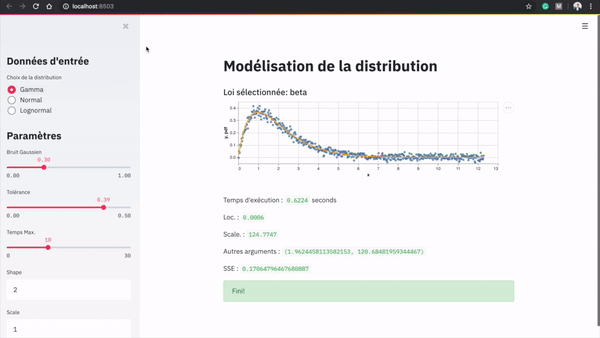 localhost:8503
Données d'entrée
Choix de la distribution
Gamma
Normal
Lognormal
Paramètres
Bruit Gaussien
0.30
0.00 1.00
Tolérance
0.39
0.00 0.50
Temps Max.
10
0 30
Shape
2
Scale
1
Modélisation de la distribution
Loi sélectionnée: beta
0.4
0.3
0.2
0.1
0.0
y, pdf
0 1 2 3 4 5 6 7 8 9 10 11 12 13
x
Temps d'exécution : 0.6224 seconds
Loc. : 0.0006
Scale. : 124.7747
Autres arguments : (1.9624458113582153, 120.68481959344467)
SSE : 0.17064796467680887
Fini!